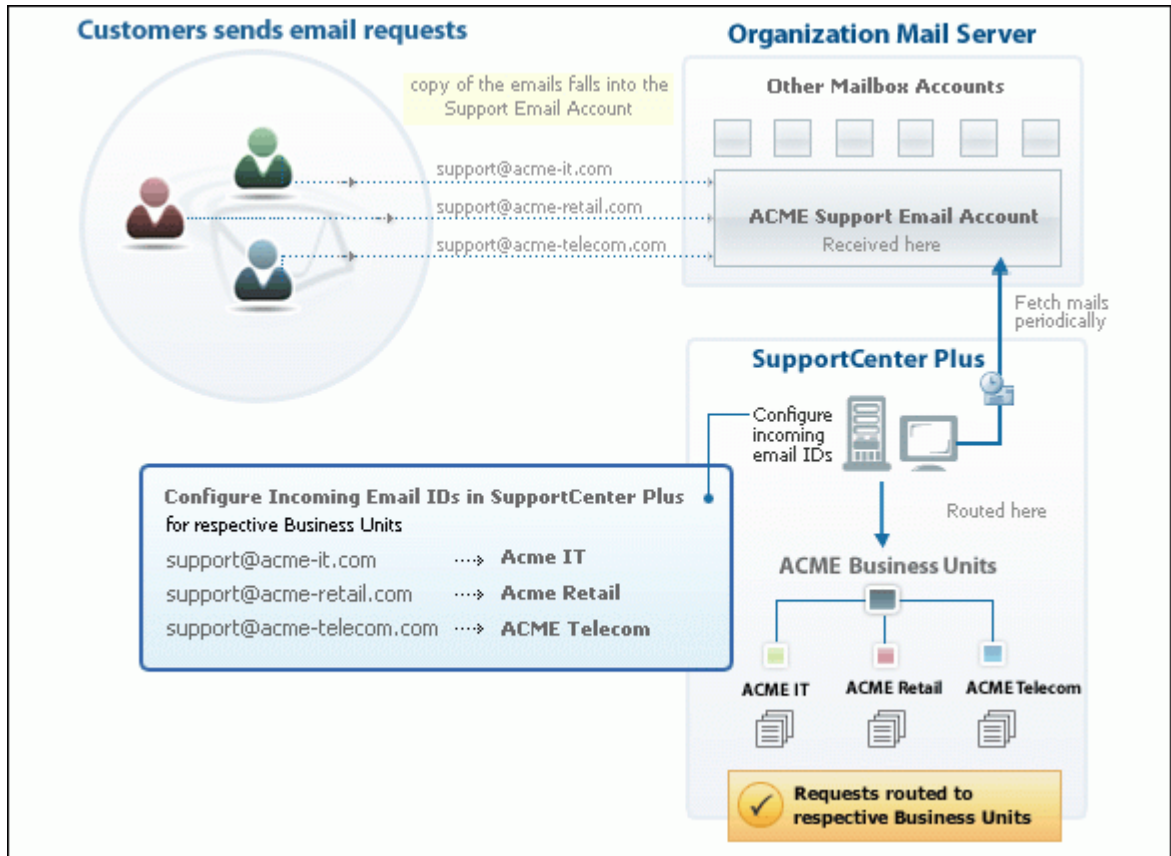 Customers sends email requests
Organization Mail Server
copy of the emails falls into the
Support Email Account
Other Mailbox Accounts
support@acme-it.com
support@acme-retail.com
support@acme-telecom.com
ACME Support Email Account
Received here
Fetch mails
periodically
SupportCenter Plus
Configure
incoming
email IDs
Configure Incoming Email IDs in SupportCenter Plus
for respective Business Units
support@acme-it.com Acme IT
support@acme-retail.com Acme Retail
support@acme-telecom.com ACME Telecom
Routed here
ACME Business Units
ACME IT ACME Retail ACME Telecom
Requests routed to
respective Business Units